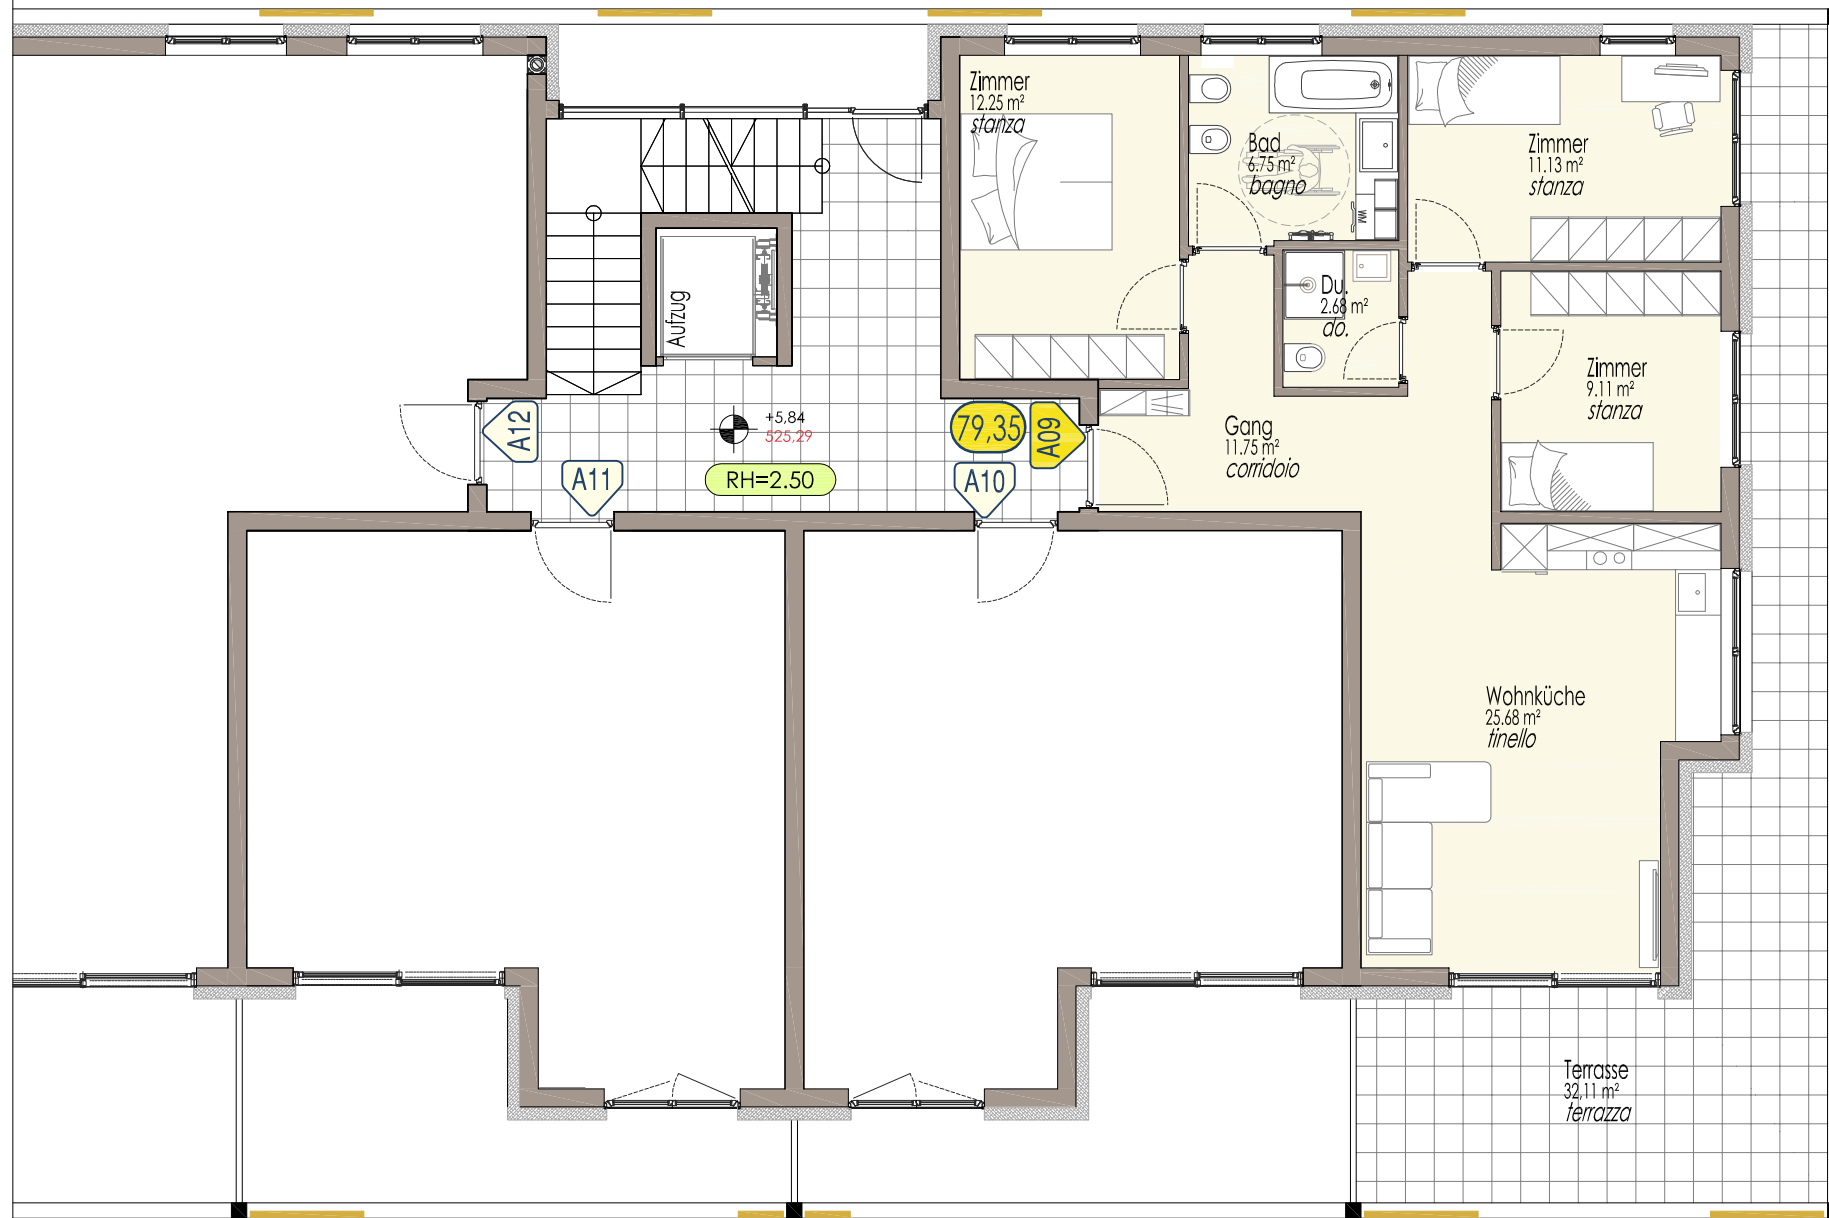 Zimmer
12.25 m²
stanza
Bad
6.75 m²
bagno
WM
Zimmer
11.13 m²
stanza
Aufzug
Du.
2.68 m²
do.
Zimmer
9.11 m²
stanza
A12
A11
+5,84
525,29
RH=2.50
79,35
A09
A10
Gang
11.75 m²
corridoio
Wohnküche
25.68 m²
tinello
Terrasse
32,11 m²
terrazza